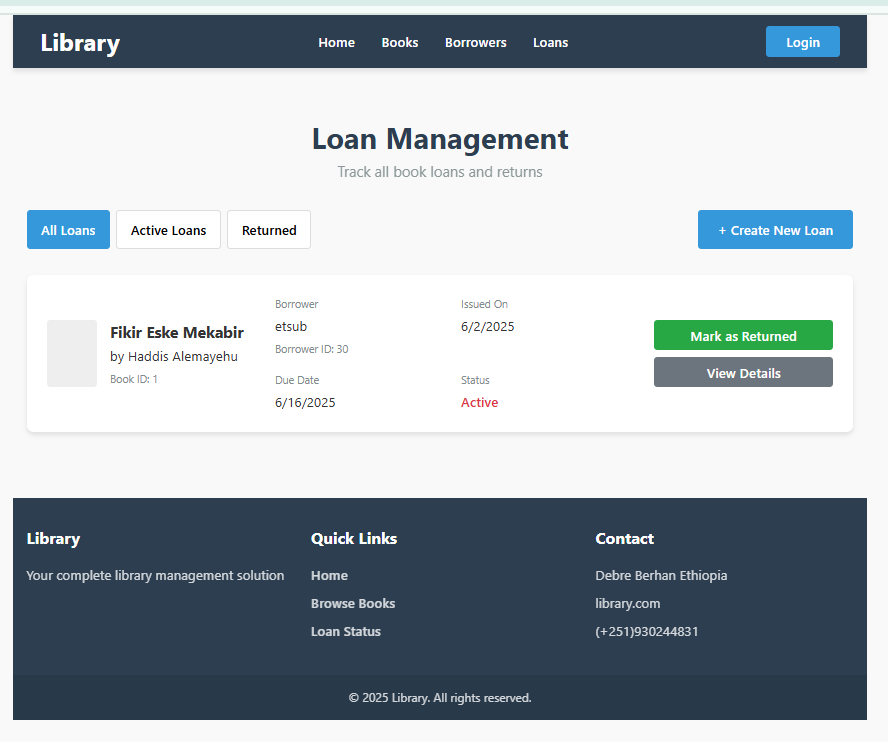 Library
Home Books Borrowers Loans
Login
Loan Management
Track all book loans and returns
All Loans Active Loans Returned
+ Create New Loan
Fikir Eske Mekabir
by Haddis Alemayehu
Book ID: 1
Borrower
etsub
Borrower ID: 30
Issued On
6/2/2025
Due Date
6/16/2025
Status
Active
Mark as Returned
View Details
Library
Your complete library management solution
Quick Links
Home
Browse Books
Loan Status
Contact
Debre Berhan Ethiopia
library.com
(+251)930244831
© 2025 Library. All rights reserved.